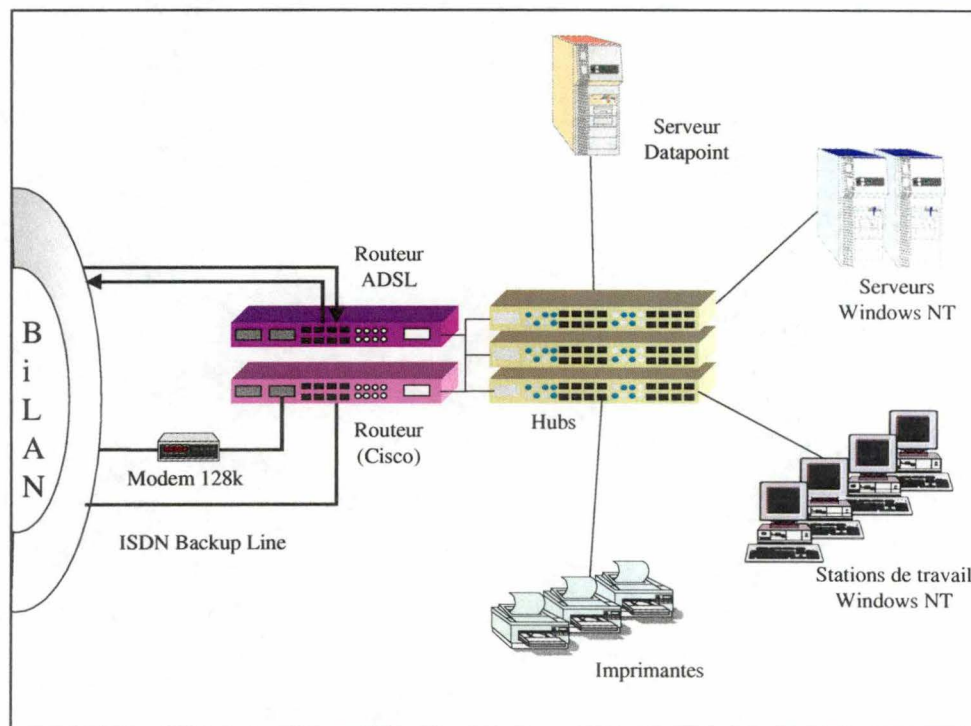 Serveur
Datapoint
Serveurs
Windows NT
Routeur
ADSL
BiLAN
Routeur
(Cisco)
Hubs
Modem 128k
ISDN Backup Line
Stations de travail
Windows NT
Imprimantes